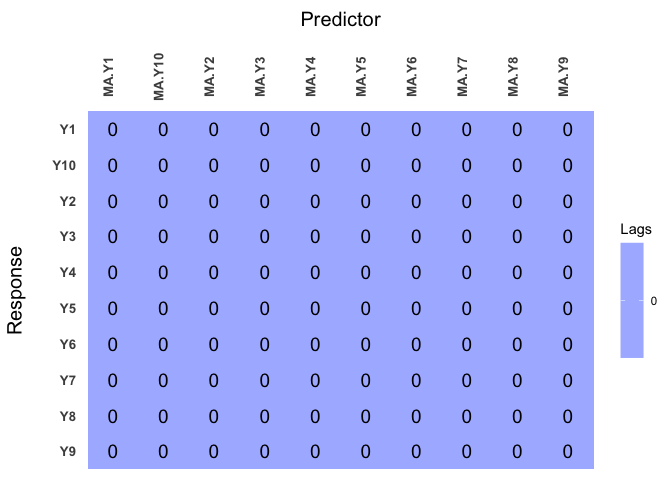 Predictor
MA.Y1 MA.Y10 MA.Y2 MA.Y3 MA.Y4 MA.Y5 MA.Y6 MA.Y7 MA.Y8 MA.Y9
Response
Y1 0 0 0 0 0 0 0 0 0 0
Y10 0 0 0 0 0 0 0 0 0 0
Y2 0 0 0 0 0 0 0 0 0 0
Y3 0 0 0 0 0 0 0 0 0 0
Y4 0 0 0 0 0 0 0 0 0 0
Y5 0 0 0 0 0 0 0 0 0 0
Y6 0 0 0 0 0 0 0 0 0 0
Y7 0 0 0 0 0 0 0 0 0 0
Y8 0 0 0 0 0 0 0 0 0 0
Y9 0 0 0 0 0 0 0 0 0 0
Lags
0